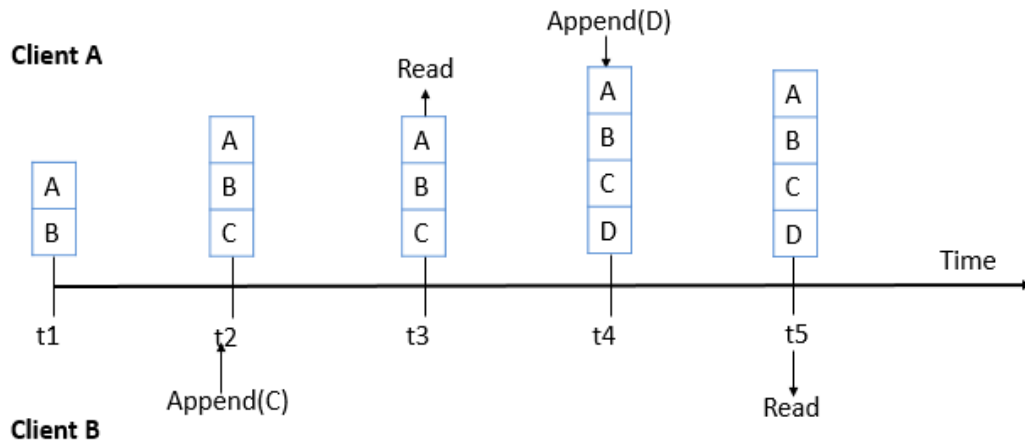 Client A
Append(D)
Read
A
B
A
B
C
A
B
C
A
B
C
D
A
B
C
D
Time
t1
t2
t3
t4
t5
Append(C)
Read
Client B